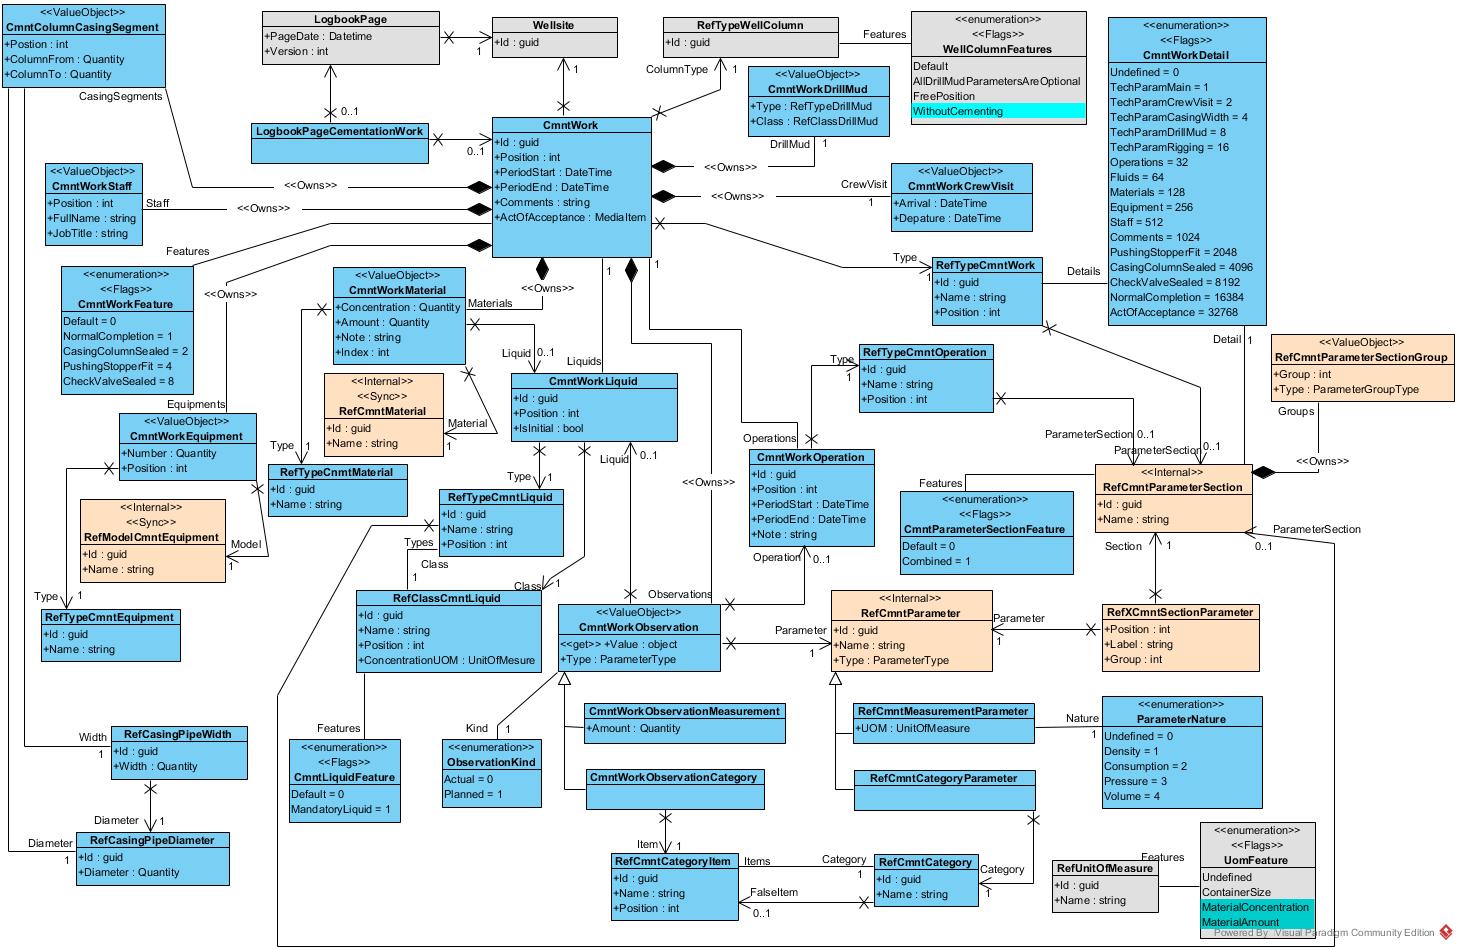 <<ValueObject>>
CmntColumnCasingSegment
+Postion : int
+ColumnFrom : Quantity
+ColumnTo : Quantity
CasingSegments
LogbookPage
+PageDate : Datetime
+Version : int
1
Wellsite
+Id : guid
1
RefTypeWellColumn
+Id : guid
Features
ColumnType
1
<<enumeration>>
<<Flags>>
WellColumnFeatures
Default
AllDrillMudParametersAreOptional
FreePosition
WithoutCementing
<<enumeration>>
<<Flags>>
CmntWorkDetail
Undefined = 0
TechParamMain = 1
TechParamCrewVisit = 2
TechParamCasingWidth = 4
TechParamDrillMud = 8
TechParamRigging = 16
Operations = 32
Fluids = 64
Materials = 128
Equipment = 256
Staff = 512
Comments = 1024
PushingStopperFit = 2048
CasingColumnSealed = 4096
CheckValveSealed = 8192
NormalCompletion = 16384
ActOfAcceptance = 32768
<<ValueObject>>
CmntWorkDrillMud
+Type : RefTypeDrillMud
+Class : RefClassDrillMud
DrillMud
1
0..1
LogbookPageCementationWork
0..1
CmntWork
+Id : guid
+Position : int
+PeriodStart : DateTime
+PeriodEnd : DateTime
+Comments : string
+ActOfAcceptance : MediaItem
<<Owns>>
<<Owns>>
<<ValueObject>>
CmntWorkCrewVisit
+Arrival : DateTime
+Depature : DateTime
CrewVisit
1
<<ValueObject>>
CmntWorkStaff
+Position : int
+FullName : string
+JobTitle : string
Staff
<<Owns>>
<<Owns>>
Features
<<Owns>>
<<enumeration>>
<<Flags>>
CmntWorkFeature
Default = 0
NormalCompletion = 1
CasingColumnSealed = 2
PushingStopperFit = 4
CheckValveSealed = 8
<<ValueObject>>
CmntWorkMaterial
+Concentration : Quantity
+Amount : Quantity
+Note : string
+Index : int
Materials
<<Owns>>
1
1
Type
1
RefTypeCmntWork
+Id : guid
+Name : string
+Position : int
Details
Detail
1
<<ValueObject>>
RefCmntParameterSectionGroup
+Group : int
+Type : ParameterGroupType
Groups
<<Owns>>
Liquid
0..1
Liquids
<<Internal>>
<<Sync>>
RefCmntMaterial
+Id : guid
+Name : string
Material
1
CmntWorkLiquid
+Id : guid
+Position : int
+IsInitial : bool
Type
1
RefTypeCmntOperation
+Id : guid
+Name : string
+Position : int
ParameterSection
0..1
ParameterSection
0..1
Equipments
<<ValueObject>>
CmntWorkEquipment
+Number : Quantity
+Position : int
Type
1
RefTypeCnmtMaterial
+Id : guid
+Name : string
Type
1
Liquid
0..1
<<Owns>>
Operations
CmntWorkOperation
+Id : guid
+Position : int
+PeriodStart : DateTime
+PeriodEnd : DateTime
+Note : string
Operation
0..1
Features
<<enumeration>>
<<Flags>>
CmntParameterSectionFeature
Default = 0
Combined = 1
<<Internal>>
RefCmntParameterSection
+Id : guid
+Name : string
Section
1
ParameterSection
0..1
<<Internal>>
<<Sync>>
RefModelCmntEquipment
+Id : guid
+Name : string
Model
1
RefTypeCmntLiquid
+Id : guid
+Name : string
+Position : int
Types
Class
1
Class
1
Type
1
RefTypeCmntEquipment
+Id : guid
+Name : string
RefClassCmntLiquid
+Id : guid
+Name : string
+Position : int
+ConcentrationUOM : UnitOfMesure
Observations
<<ValueObject>>
CmntWorkObservation
<<get>> +Value : object
+Type : ParameterType
Parameter
1
<<Internal>>
RefCmntParameter
+Id : guid
+Name : string
+Type : ParameterType
Parameter
1
RefXCmntSectionParameter
+Position : int
+Label : string
+Group : int
Features
Kind
1
CmntWorkObservationMeasurement
+Amount : Quantity
RefCmntMeasurementParameter
+UOM : UnitOfMeasure
Nature
1
<<enumeration>>
ParameterNature
Undefined = 0
Density = 1
Consumption = 2
Pressure = 3
Volume = 4
Width
1
RefCasingPipeWidth
+Id : guid
+Width : Quantity
<<enumeration>>
<<Flags>>
CmntLiquidFeature
Default = 0
MandatoryLiquid = 1
<<enumeration>>
ObservationKind
Actual = 0
Planned = 1
CmntWorkObservationCategory
RefCmntCategoryParameter
Diameter
1
Diameter
1
RefCasingPipeDiameter
+Id : guid
+Diameter : Quantity
Item
1
RefCmntCategoryItem
+Id : guid
+Name : string
+Position : int
Items
Category
1
FalseItem
0..1
RefCmntCategory
+Id : guid
+Name : string
Category
1
RefUnitOfMeasure
+Id : guid
+Name : string
Features
<<enumeration>>
<<Flags>>
UomFeature
Undefined
ContainerSize
MaterialConcentration
MaterialAmount
Powered By Visual Paradigm Community Edition